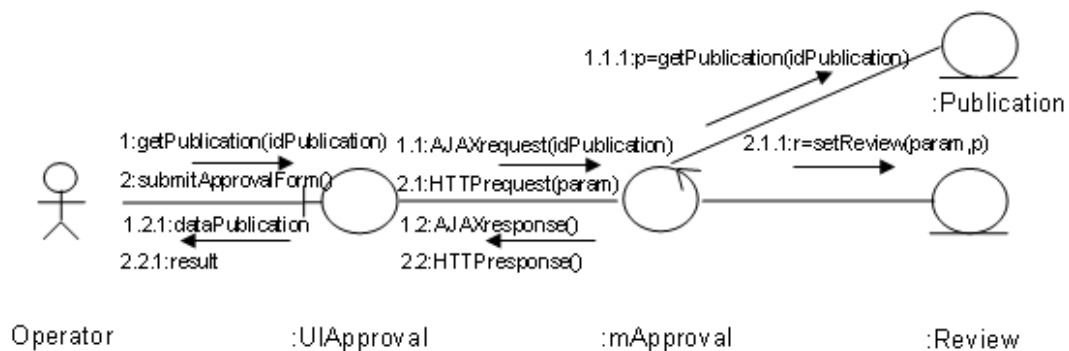 1.1.1:p=getPublication(idPublication)
:Publication
1:getPublication(idPublication)
1.1:AJAXrequest(idPublication)
2.1.1:r=setReview(param,p)
2:submitApprovalForm()
2.1:HTTPrequest(param)
1.2.1:dataPublication
1.2:AJAXresponse()
2.2.1:result
2.2:HTTPresponse()
Operator
:UIApproval
:mApproval
:Review